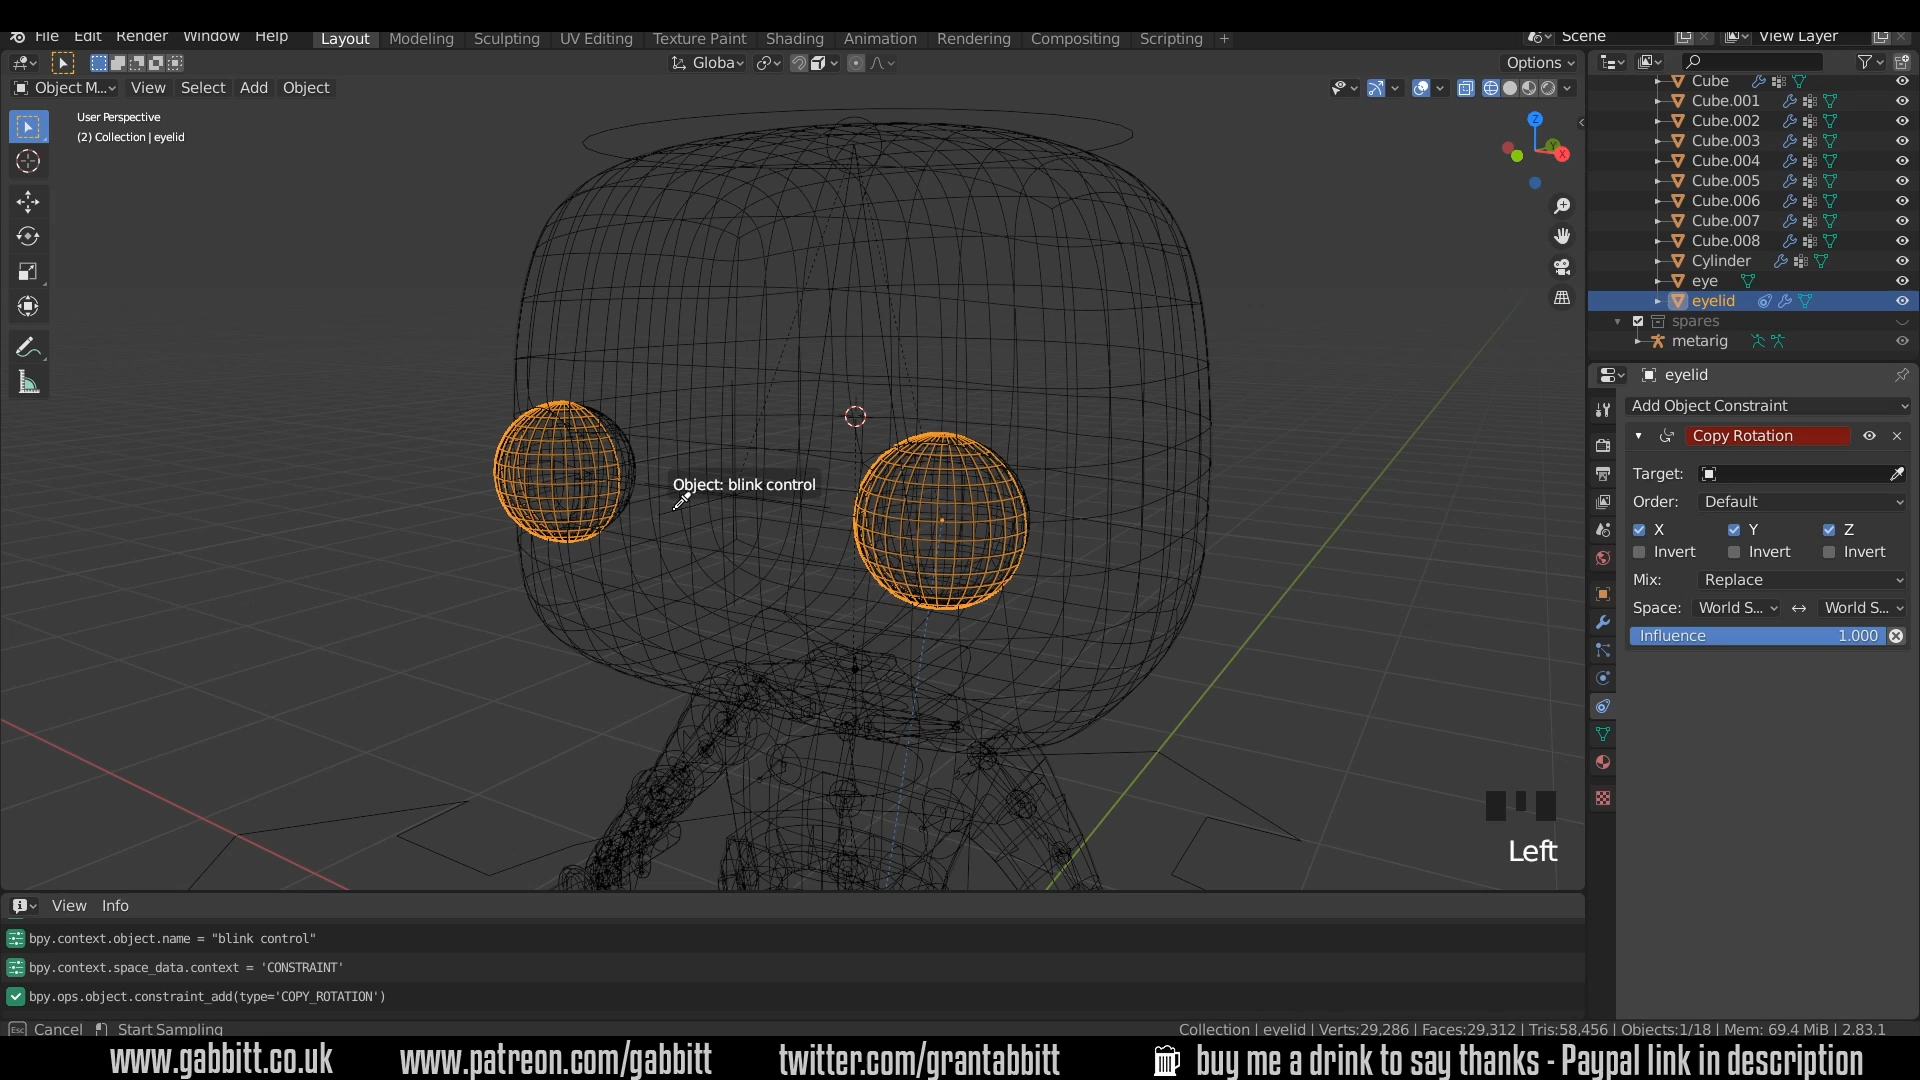 File Edit Render Window Help
Layout Modeling Sculpting UV Editing Texture Paint Shading Animation Rendering Compositing Scripting +
Scene
View Layer
Globa
Options
Object M...
View Select Add Object
User Perspective
(2) Collection | eyelid
Z
X
Y
Cube
Cube.001
Cube.002
Cube.003
Cube.004
Cube.005
Cube.006
Cube.007
Cube.008
Cylinder
eye
eyelid
spares
metarig
eyelid
Add Object Constraint
Copy Rotation
Target:
Order: Default
X Y Z
Invert Invert Invert
Mix: Replace
Space: World S... World S...
Influence 1.000
Object: blink control
Left
View Info
bpy.context.object.name = "blink control"
bpy.context.space_data.context = 'CONSTRAINT'
bpy.ops.object.constraint_add(type='COPY_ROTATION')
Esc Cancel Start Sampling
Collection | eyelid | Verts:29,286 | Faces:29,312 | Tris:58,456 | Objects:1/18 | Mem: 69.4 MiB | 2.83.1
www.gabbitt.co.uk www.patreon.com/gabbitt twitter.com/grantabbitt buy me a drink to say thanks - Paypal link in description